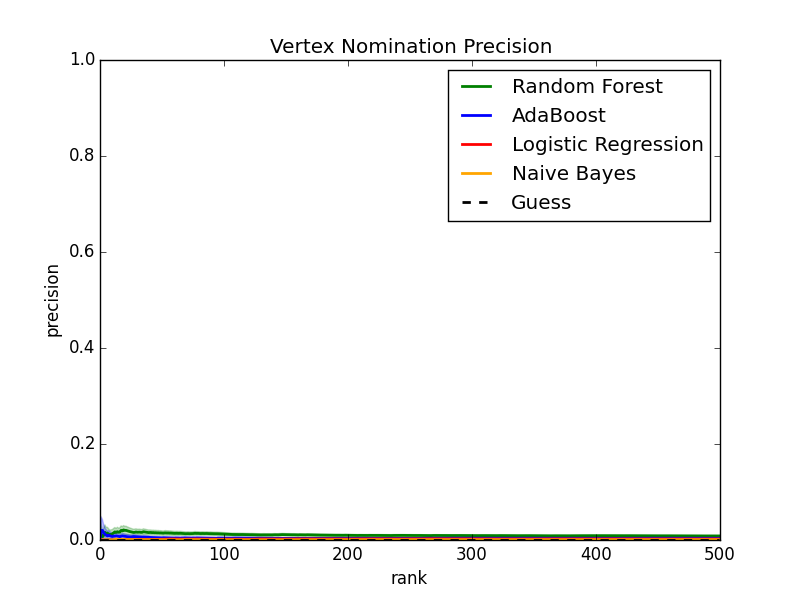 Vertex Nomination Precision
1.0
0.8
0.6
0.4
0.2
0.0
precision
Random Forest
AdaBoost
Logistic Regression
Naive Bayes
Guess
0 100 200 300 400 500
rank